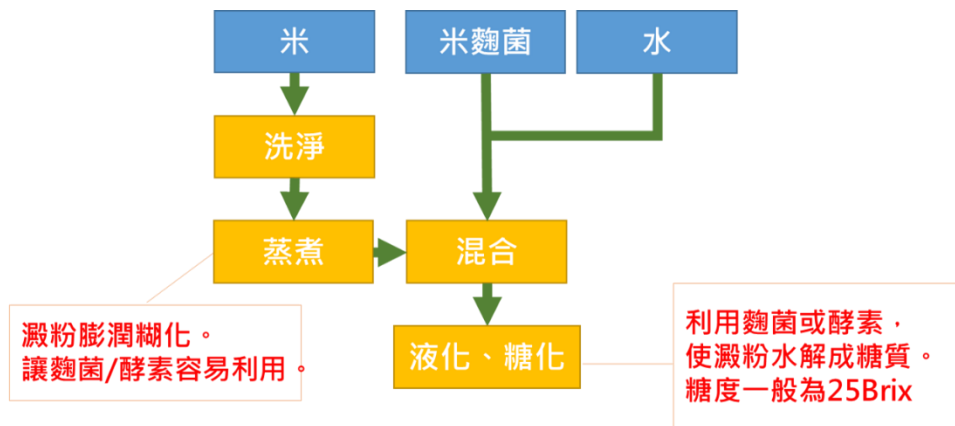 米
米麴菌
水
洗淨
蒸煮
混合
液化、糖化
澱粉膨潤糊化。
讓麴菌/酵素容易利用。
利用麴菌或酵素，
使澱粉水解成糖質。
糖度一般為25Brix